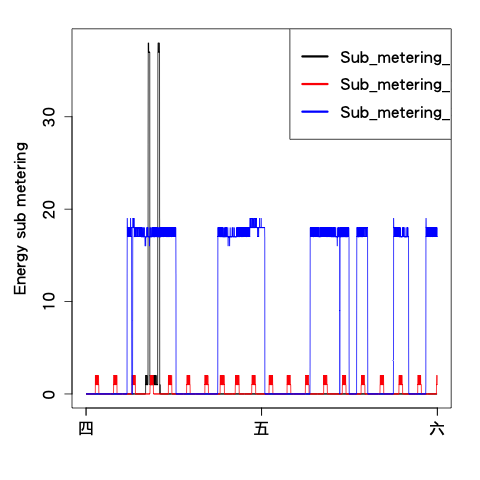 Sub_metering_
Sub_metering_
Sub_metering_
Energy sub metering
30
20
10
0
四 五 六